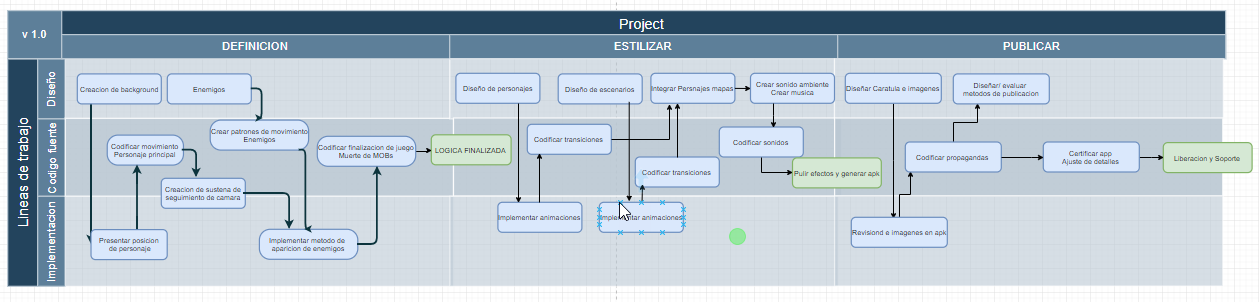 v 1.0
Project
DEFINICION
ESTILIZAR
PUBLICAR
Lineas de trabajo
Diseño
Codigo fuente
Implementacion
Creacion de background
Enemigos
Crear patrones de movimiento
Enemigos
Codificar movimiento
Personaje principal
Codificar finalizacion de juego
Muerte de MOBs
LOGICA FINALIZADA
Creacion de sustena de
seguimiento de camara
Presentar posicion
de personaje
Implementar metodo de
aparicion de enemigos
Diseño de personajes
Diseño de escenarios
Integrar Persnajes mapas
Crear sonido ambiente
Crear musica
Codificar transiciones
Codificar sonidos
Codificar transiciones
Pulir efectos y generar apk
Implementar animaciones
Implementar animaciones
Diseñar Caratula e imagenes
Diseñar/ evaluar
metodos de publicacion
Codificar propagandas
Certificar app
Ajuste de detalles
Liberacion y Soporte
Revisiond e imagenes en apk